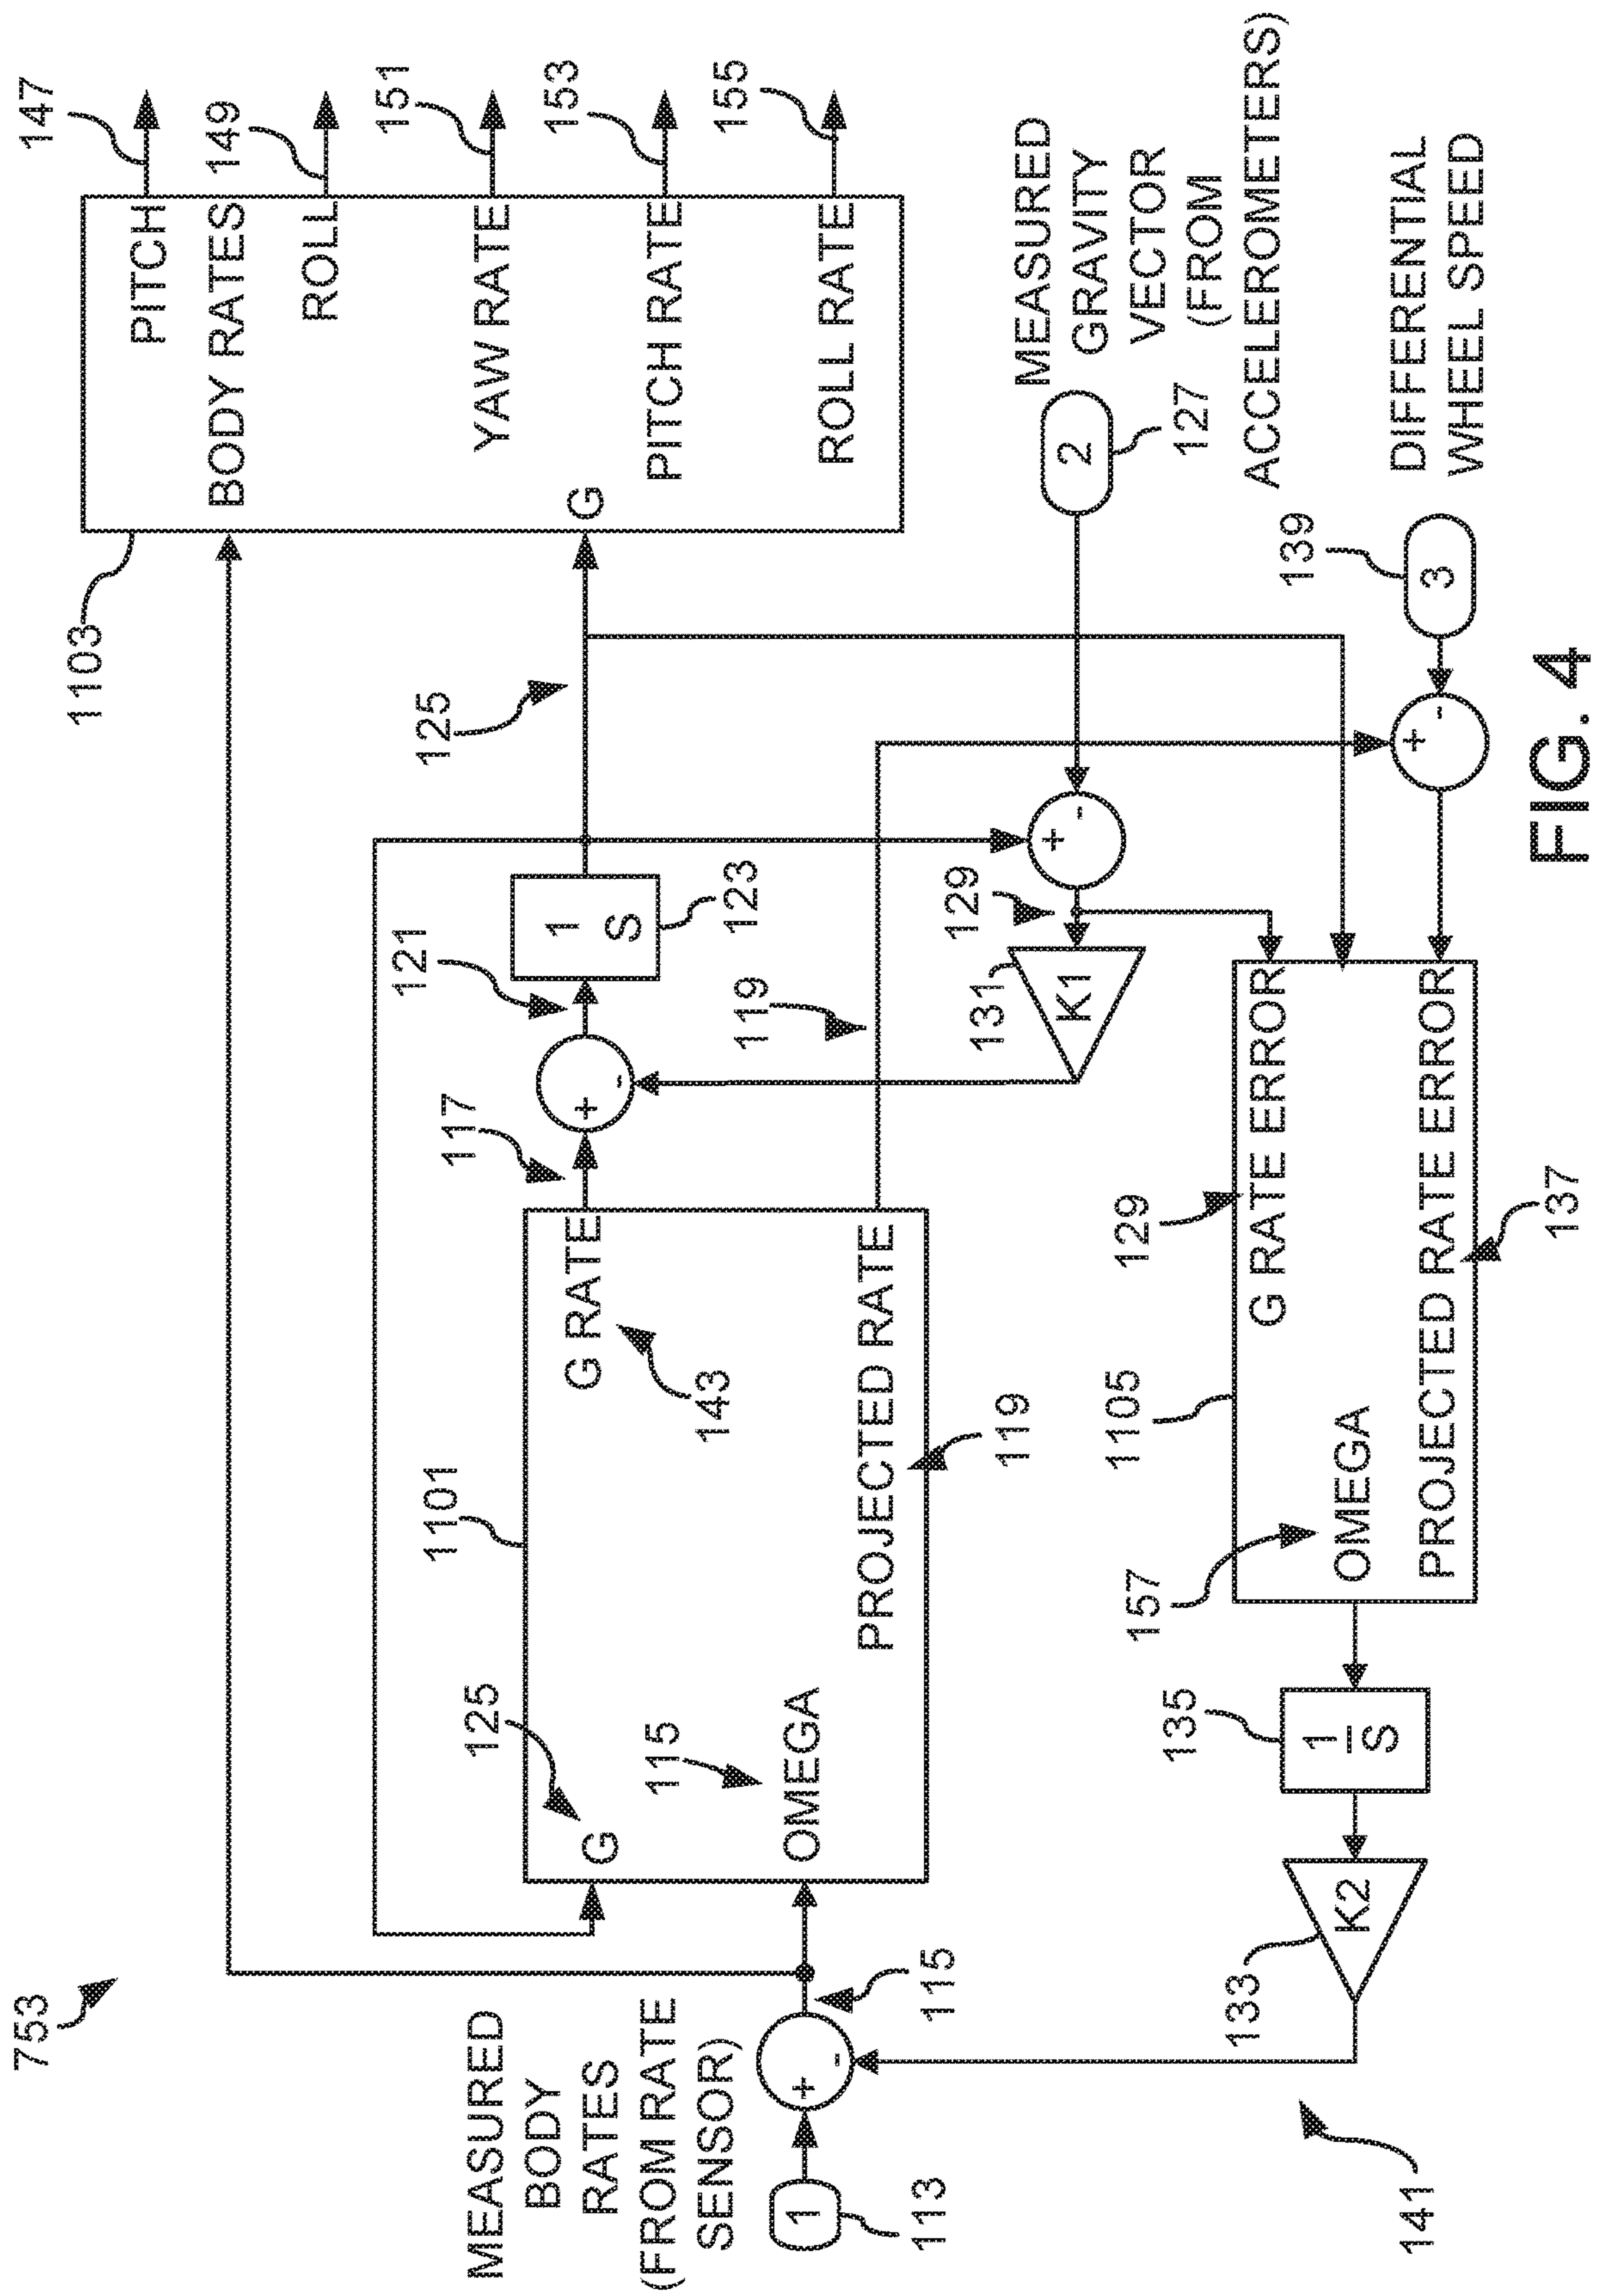 753
1103
PITCH
BODY RATES
ROLL
YAW RATE
G
PITCH RATE
ROLL RATE
147
149
151
153
155
1101
125
G
115
OMEGA
G RATE
143
PROJECTED RATE
119
117
+
-
121
1
S
123
125
119
MEASURED
BODY
RATES
(FROM RATE
SENSOR)
1
113
+
-
115
MEASURED
GRAVITY
VECTOR
(FROM
ACCELEROMETERS)
2
127
+
-
129
131
K1
1105
129
G RATE ERROR
157
OMEGA
PROJECTED RATE ERROR
137
DIFFERENTIAL
WHEEL SPEED
3
139
+
-
135
1
S
133
K2
141
FIG. 4